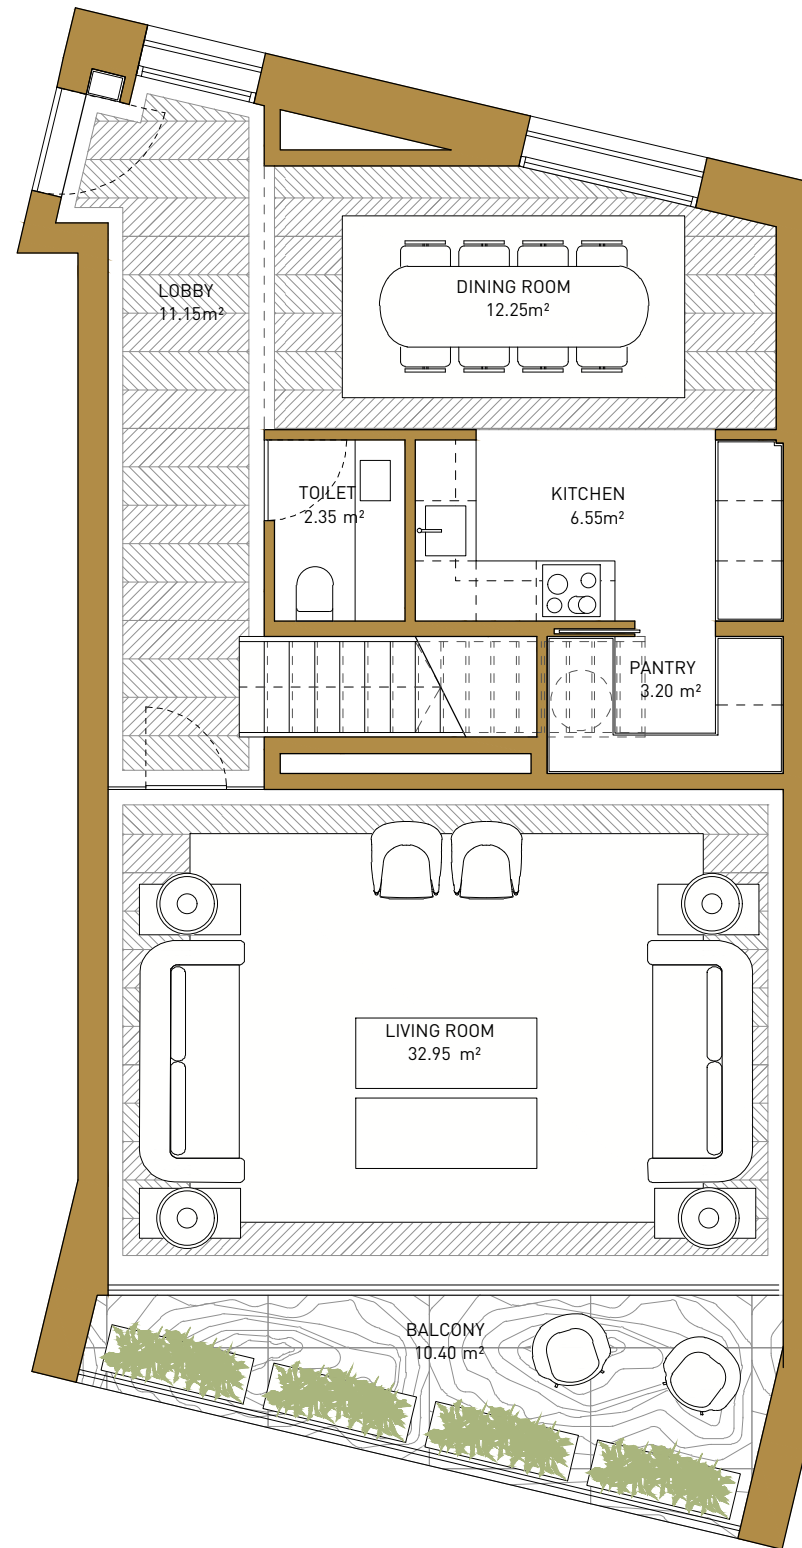 LOBBY
11.15m²
DINING ROOM
12.25m²
TOILET
2.35 m²
KITCHEN
6.55m²
PANTRY
3.20 m²
LIVING ROOM
32.95 m²
BALCONY
10.40 m²